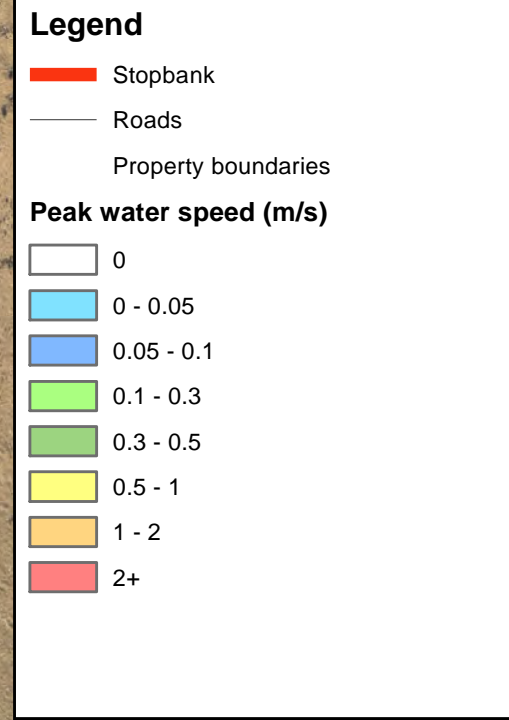 Legend
Stopbank
Roads
Property boundaries
Peak water speed (m/s)
0
0 - 0.05
0.05 - 0.1
0.1 - 0.3
0.3 - 0.5
0.5 - 1
1 - 2
2+